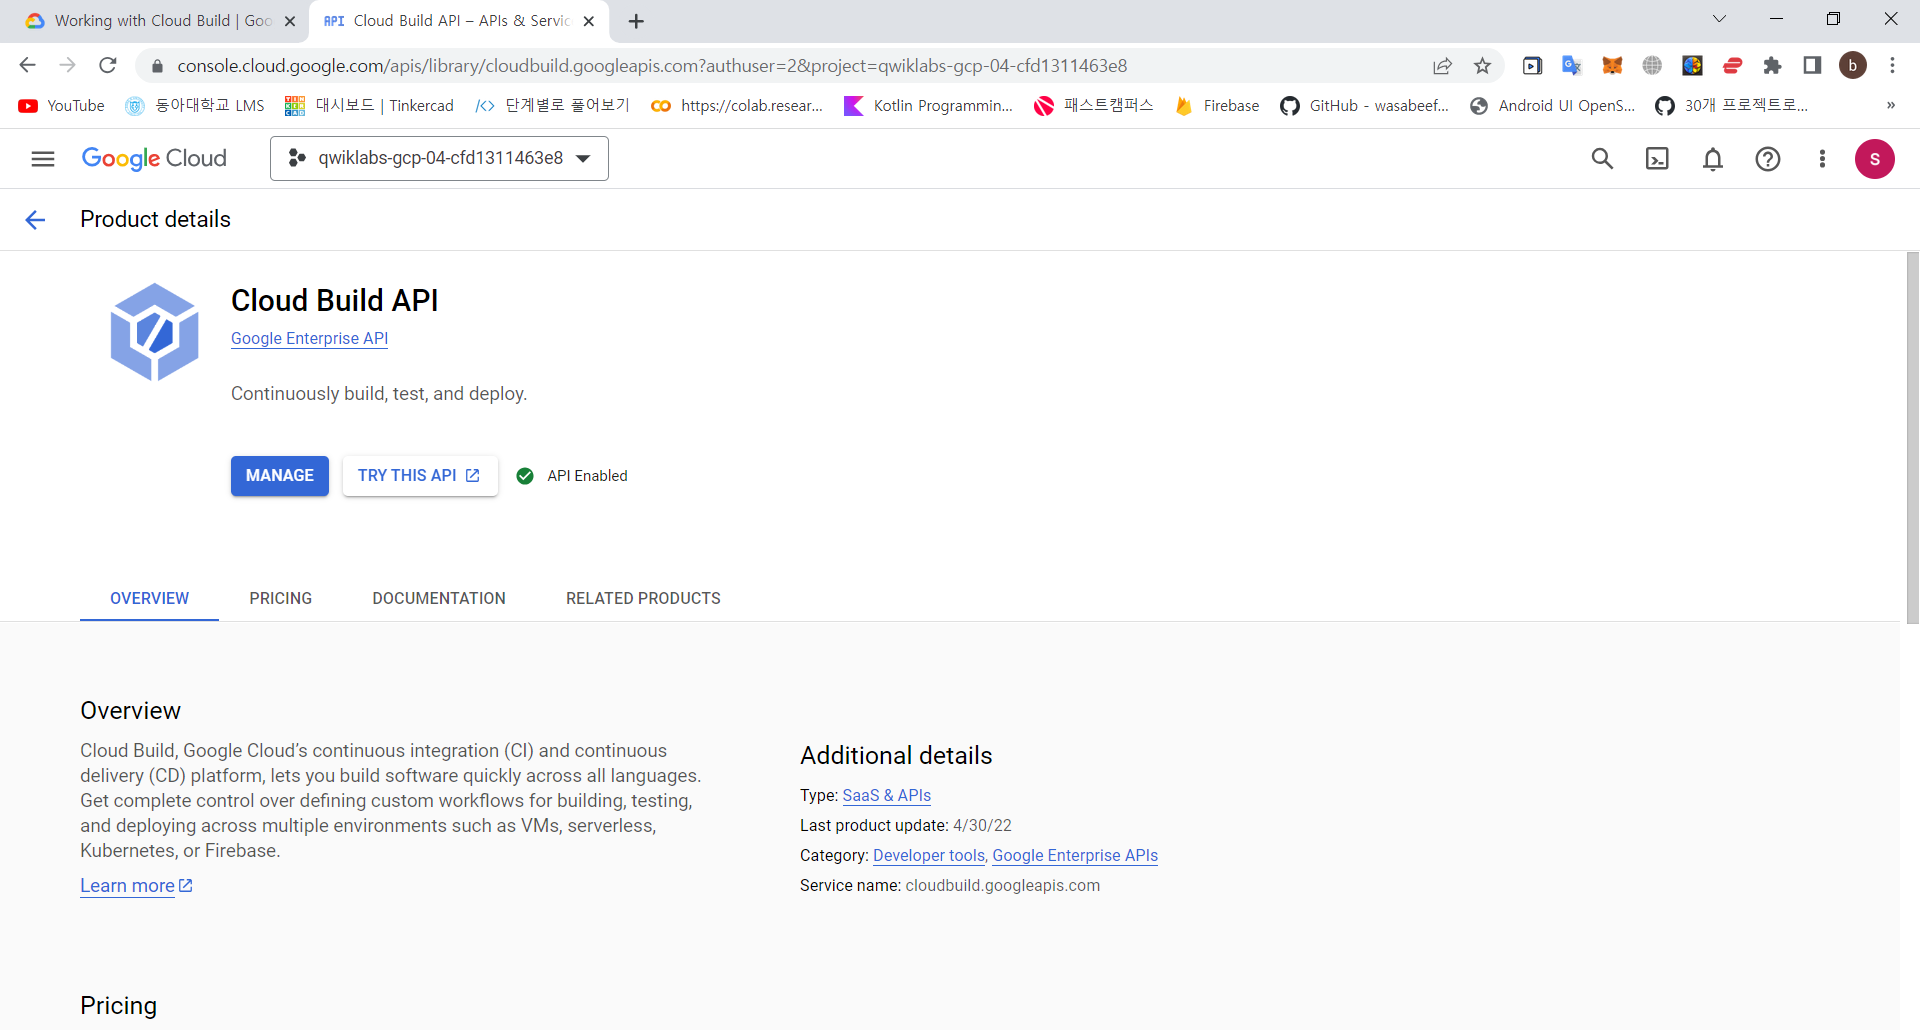 Working with Cloud Build | Goo
API Cloud Build API – APIs & Servic
console.cloud.google.com/apis/library/cloudbuild.googleapis.com?authuser=2&project=qwiklabs-gcp-04-cfd1311463e8
b
YouTube
동아대학교 LMS
대시보드 | Tinkercad
단계별로 풀어보기
https://colab.resear...
Kotlin Programmin...
패스트캠퍼스
Firebase
GitHub - wasabeef...
Android UI OpenS...
30개 프로젝트로...
»
Google Cloud
qwiklabs-gcp-04-cfd1311463e8
S
Product details
Cloud Build API
Google Enterprise API
Continuously build, test, and deploy.
MANAGE
TRY THIS API
API Enabled
OVERVIEW
PRICING
DOCUMENTATION
RELATED PRODUCTS
Overview
Cloud Build, Google Cloud’s continuous integration (CI) and continuous
delivery (CD) platform, lets you build software quickly across all languages.
Get complete control over defining custom workflows for building, testing,
and deploying across multiple environments such as VMs, serverless,
Kubernetes, or Firebase.
Learn more
Additional details
Type: SaaS & APIs
Last product update: 4/30/22
Category: Developer tools, Google Enterprise APIs
Service name: cloudbuild.googleapis.com
Pricing